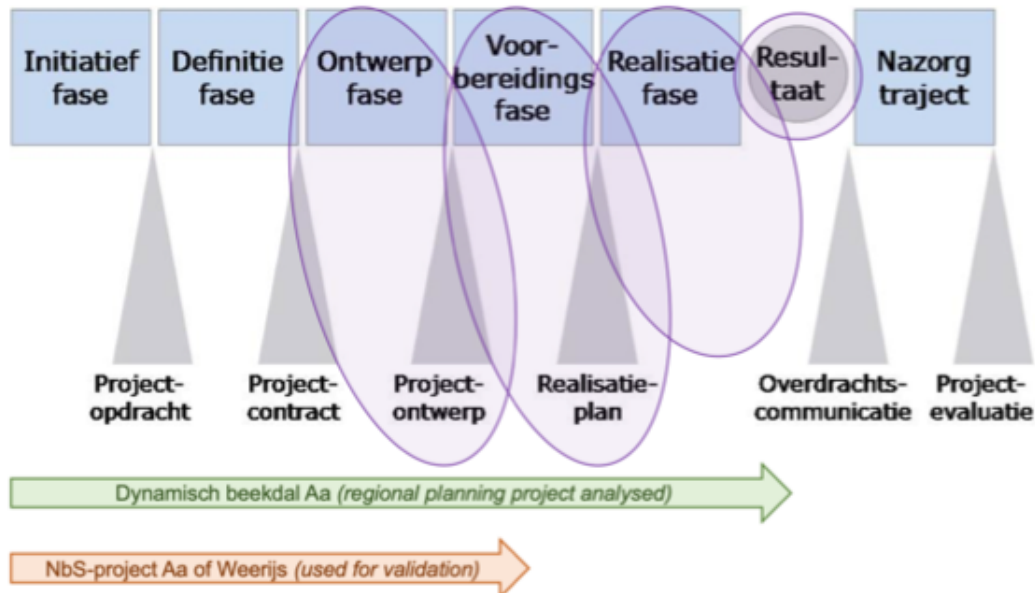 Initiatief
fase
Definitie
fase
Ontwerp
fase
Voor-
bereidings
fase
Realisatie
fase
Resul-
taat
Nazorg
traject
Project-
opdracht
Project-
contract
Project-
ontwerp
Realisatie-
plan
Overdrachts-
communicatie
Project-
evaluatie
Dynamisch beekdal Aa (regional planning project analysed)
NbS-project Aa of Weerijs (used for validation)